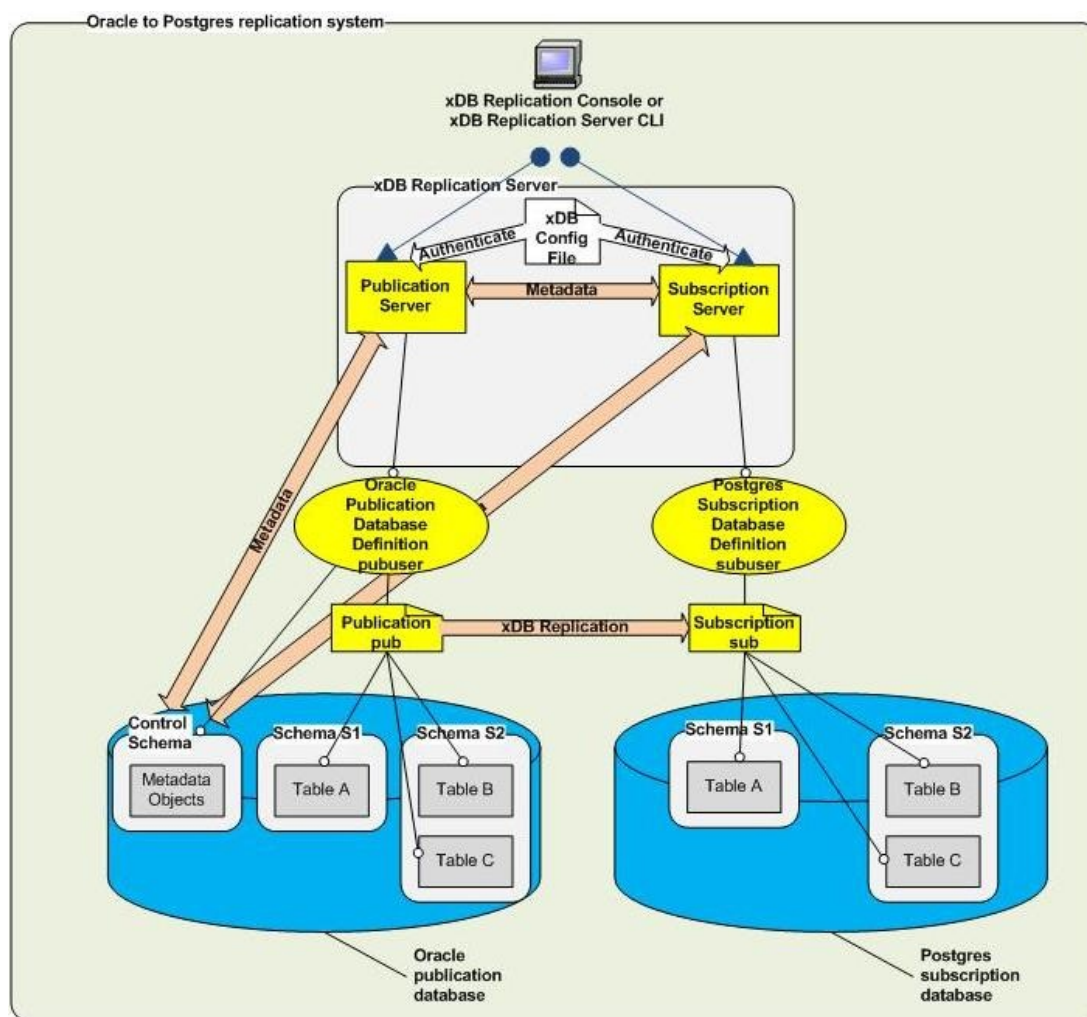 Oracle to Postgres replication system
xDB Replication Console or
xDB Replication Server CLI
xDB Replication Server
xDB
Config
File
Authenticate
Authenticate
Publication
Server
Metadata
Subscription
Server
Metadata
Oracle
Publication
Database
Definition
pubuser
Postgres
Subscription
Database
Definition
subuser
Publication
pub
xDB Replication
Subscription
sub
Control
Schema
Metadata
Objects
Schema S1
Table A
Schema S2
Table B
Table C
Schema S1
Table A
Schema S2
Table B
Table C
Oracle
publication
database
Postgres
subscription
database